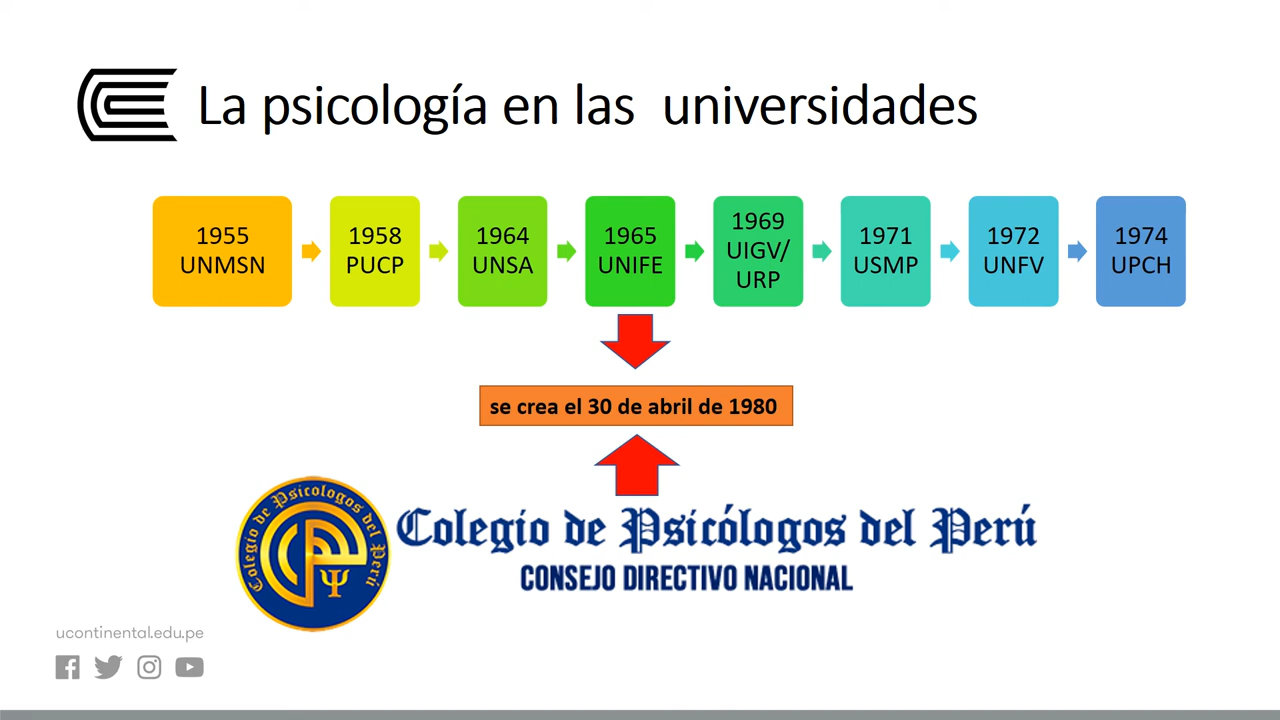 La psicología en las  universidades
1955
UNMSN
1958
PUCP
1964
UNSA
1965
UNIFE
1969
UIGV/
URP
1971
USMP
1972
UNFV
1974
UPCH
se crea el 30 de abril de 1980
Colegio de Psicólogos del Perú
Colegio de Psicólogos del Perú
CONSEJO DIRECTIVO NACIONAL
ucontinental.edu.pe